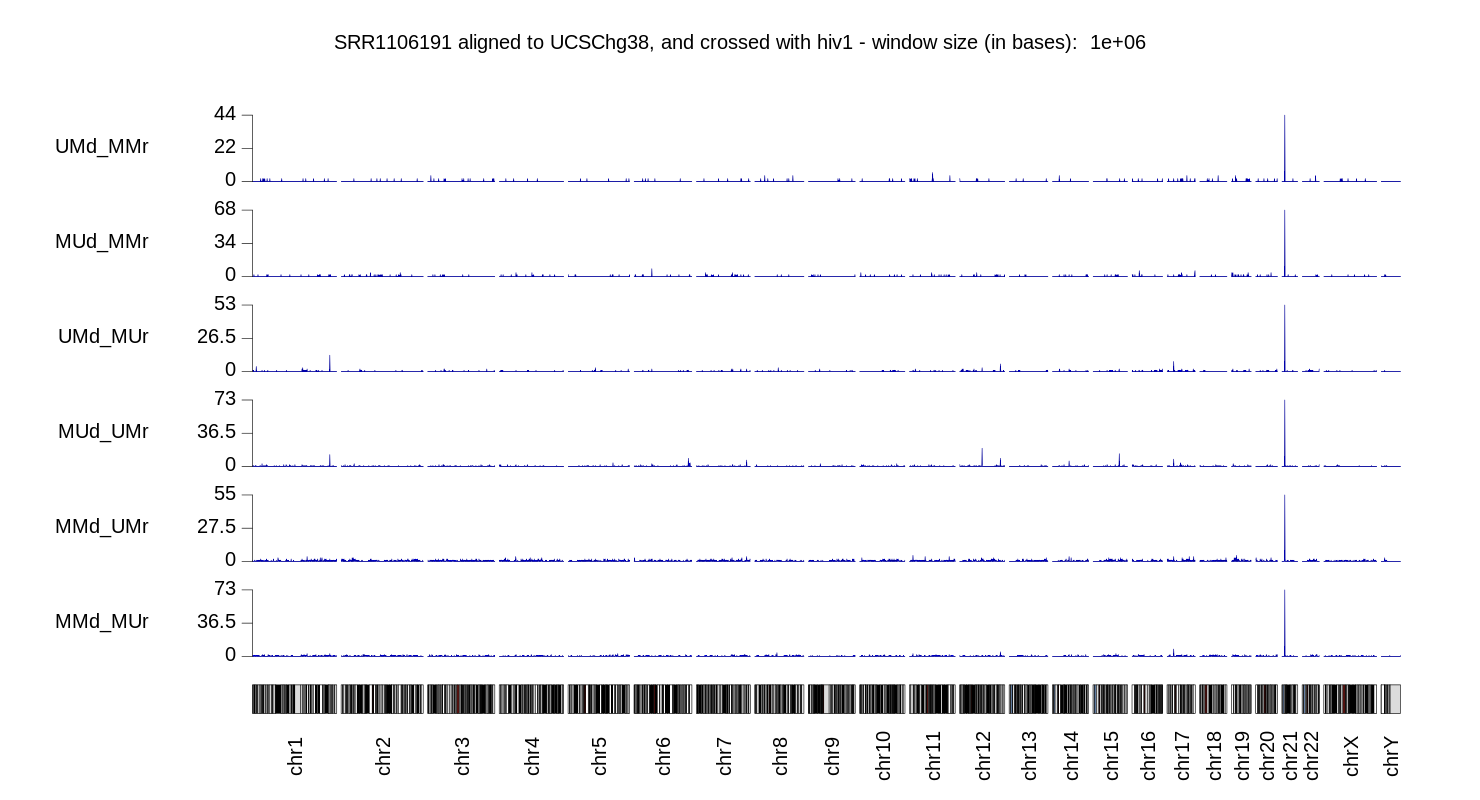 SRR1106191 aligned to UCSChg38, and crossed with hiv1 - window size (in bases):  1e+06
44
UMd_MMr
22
0
68
MUd_MMr
34
0
53
UMd_MUr
26.5
0
73
MUd_UMr
36.5
0
55
MMd_UMr
27.5
0
73
MMd_MUr
36.5
0
chr1 chr2 chr3 chr4 chr5 chr6 chr7 chr8 chr9 chr10 chr11 chr12 chr13 chr14 chr15 chr16 chr17 chr18 chr19 chr20 chr21 chr22 chrX chrY